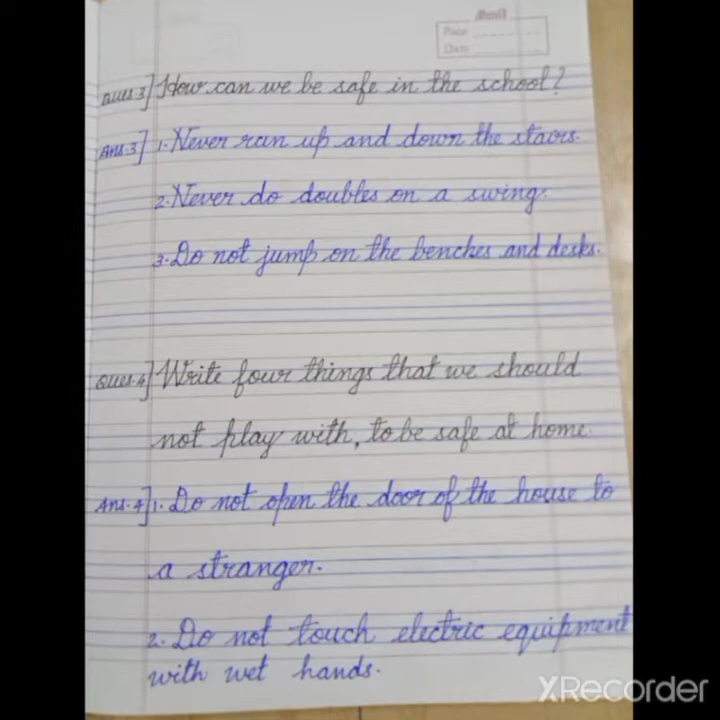 Page
Date
Ques.3] How can we be safe in the school?
Ans.3] 1. Never run up and down the stairs.
2. Never do doubles on a swing.
3. Do not jump on the benches and desks.
Ques.4] Write four things that we should
not play with, to be safe at home.
Ans.4] 1. Do not open the door of the house to
a stranger.
2. Do not touch electric equipment
with wet hands.
XRecorder